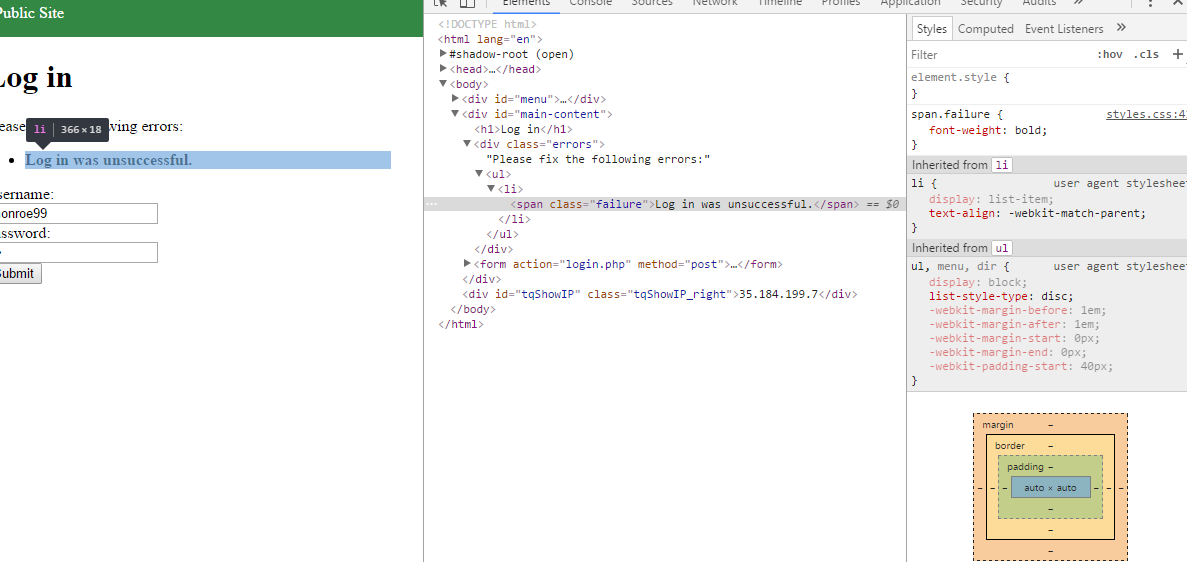 Public Site
Log in
ease wing errors:
li 366 × 18
Log in was unsuccessful.
sername:
onroe99
ssword:
Submit
Elements Console Sources Network Timeline Profiles Application Security Audits »
<!DOCTYPE html>
<html lang="en">
#shadow-root (open)
<head>…</head>
<body>
<div id="menu">…</div>
<div id="main-content">
<h1>Log in</h1>
<div class="errors">
"Please fix the following errors:"
<ul>
<li>
<span class="failure">Log in was unsuccessful.</span> == $0
</li>
</ul>
</div>
<form action="login.php" method="post">…</form>
</div>
<div id="tqShowIP" class="tqShowIP_right">35.184.199.7</div>
</body>
</html>
Styles Computed Event Listeners »
Filter :hov .cls +
element.style {
}
span.failure { styles.css:4
font-weight: bold;
}
Inherited from li
li { user agent stylesheet
display: list-item;
text-align: -webkit-match-parent;
}
Inherited from ul
ul, menu, dir { user agent stylesheet
display: block;
list-style-type: disc;
-webkit-margin-before: 1em;
-webkit-margin-after: 1em;
-webkit-margin-start: 0px;
-webkit-margin-end: 0px;
-webkit-padding-start: 40px;
}
margin –
border –
padding –
– – – auto × auto – – –
–
–
–